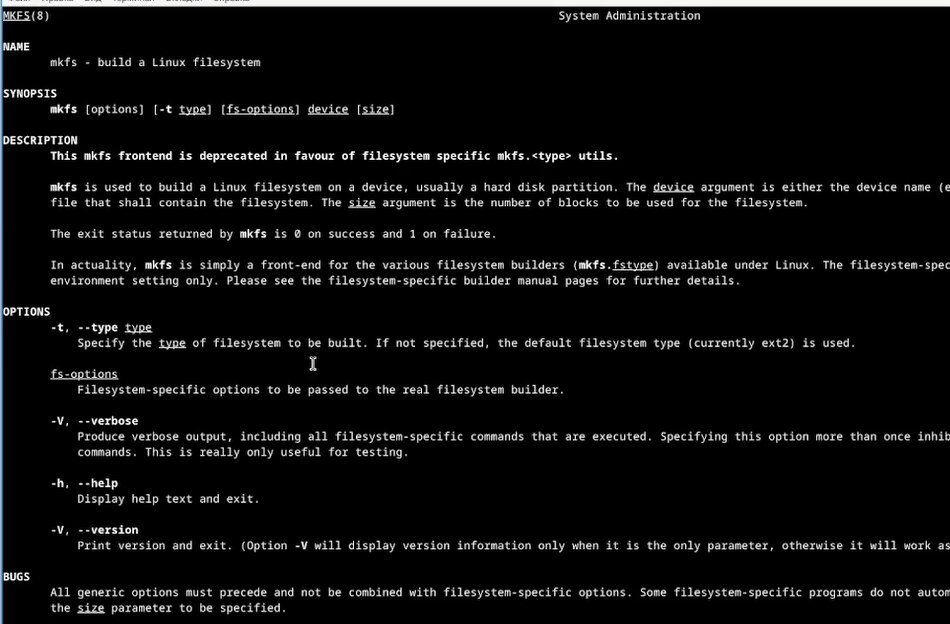 MKFS(8) System Administration
NAME
mkfs - build a Linux filesystem
SYNOPSIS
mkfs [options] [-t type] [fs-options] device [size]
DESCRIPTION
This mkfs frontend is deprecated in favour of filesystem specific mkfs.<type> utils.
mkfs is used to build a Linux filesystem on a device, usually a hard disk partition. The device argument is either the device name (e
file that shall contain the filesystem. The size argument is the number of blocks to be used for the filesystem.
The exit status returned by mkfs is 0 on success and 1 on failure.
In actuality, mkfs is simply a front-end for the various filesystem builders (mkfs.fstype) available under Linux. The filesystem-spec
environment setting only. Please see the filesystem-specific builder manual pages for further details.
OPTIONS
-t, --type type
Specify the type of filesystem to be built. If not specified, the default filesystem type (currently ext2) is used.
fs-options
Filesystem-specific options to be passed to the real filesystem builder.
-V, --verbose
Produce verbose output, including all filesystem-specific commands that are executed. Specifying this option more than once inhib
commands. This is really only useful for testing.
-h, --help
Display help text and exit.
-V, --version
Print version and exit. (Option -V will display version information only when it is the only parameter, otherwise it will work as
BUGS
All generic options must precede and not be combined with filesystem-specific options. Some filesystem-specific programs do not autom
the size parameter to be specified.